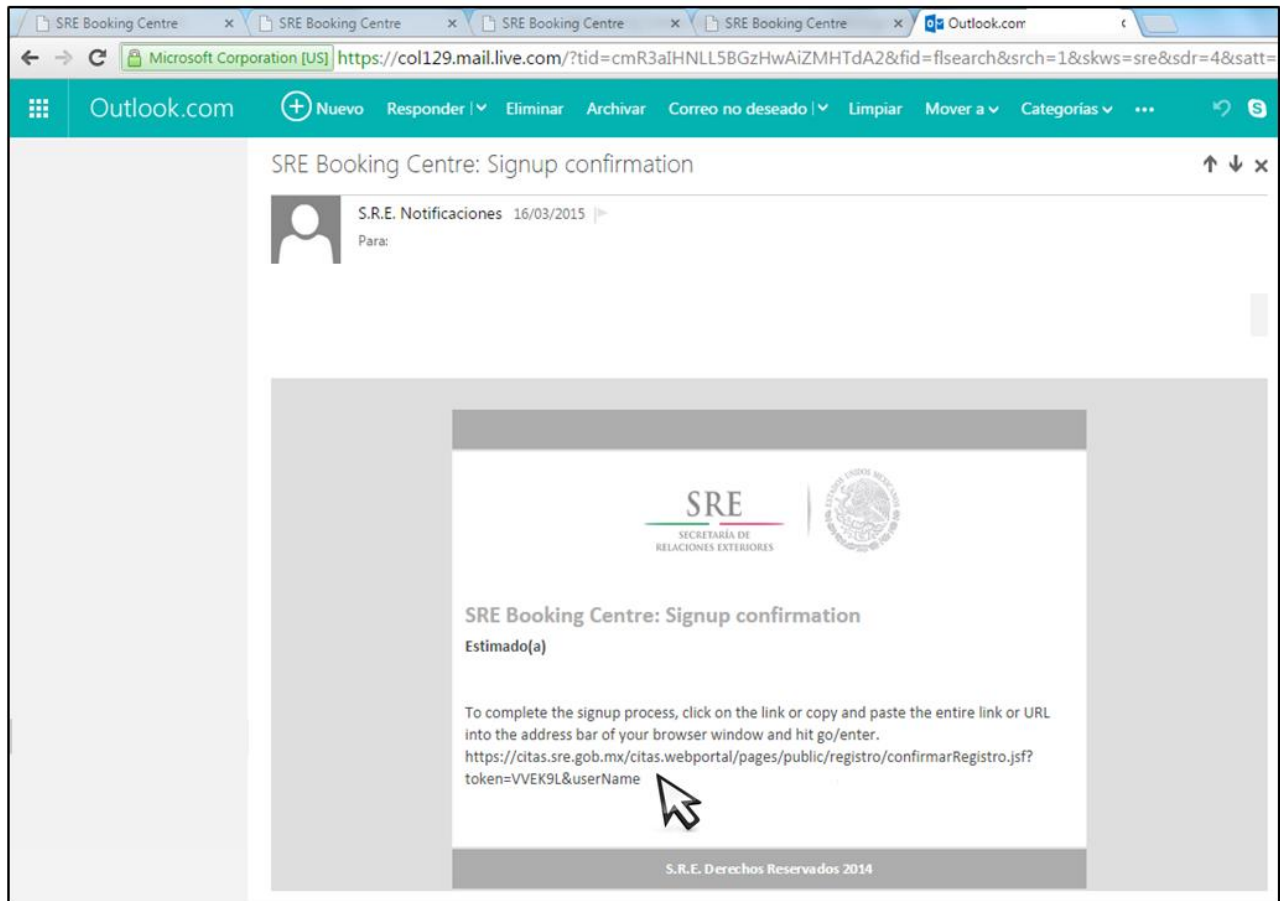 SRE Booking Centre SRE Booking Centre SRE Booking Centre SRE Booking Centre Outlook.com
Microsoft Corporation [US] https://col129.mail.live.com/?tid=cmR3aIHNLL5BGzHwAiZMHTdA2&fid=flsearch&srch=1&skws=sre&sdr=4&satt=
Outlook.com Nuevo Responder Eliminar Archivar Correo no deseado Limpiar Mover a Categorías ...
SRE Booking Centre: Signup confirmation
S.R.E. Notificaciones 16/03/2015
Para:
SRE
SECRETARÍA DE
RELACIONES EXTERIORES
ESTADOS UNIDOS MEXICANOS
SRE Booking Centre: Signup confirmation
Estimado(a)
To complete the signup process, click on the link or copy and paste the entire link or URL
into the address bar of your browser window and hit go/enter.
https://citas.sre.gob.mx/citas.webportal/pages/public/registro/confirmarRegistro.jsf?
token=VVEK9L&userName
S.R.E. Derechos Reservados 2014